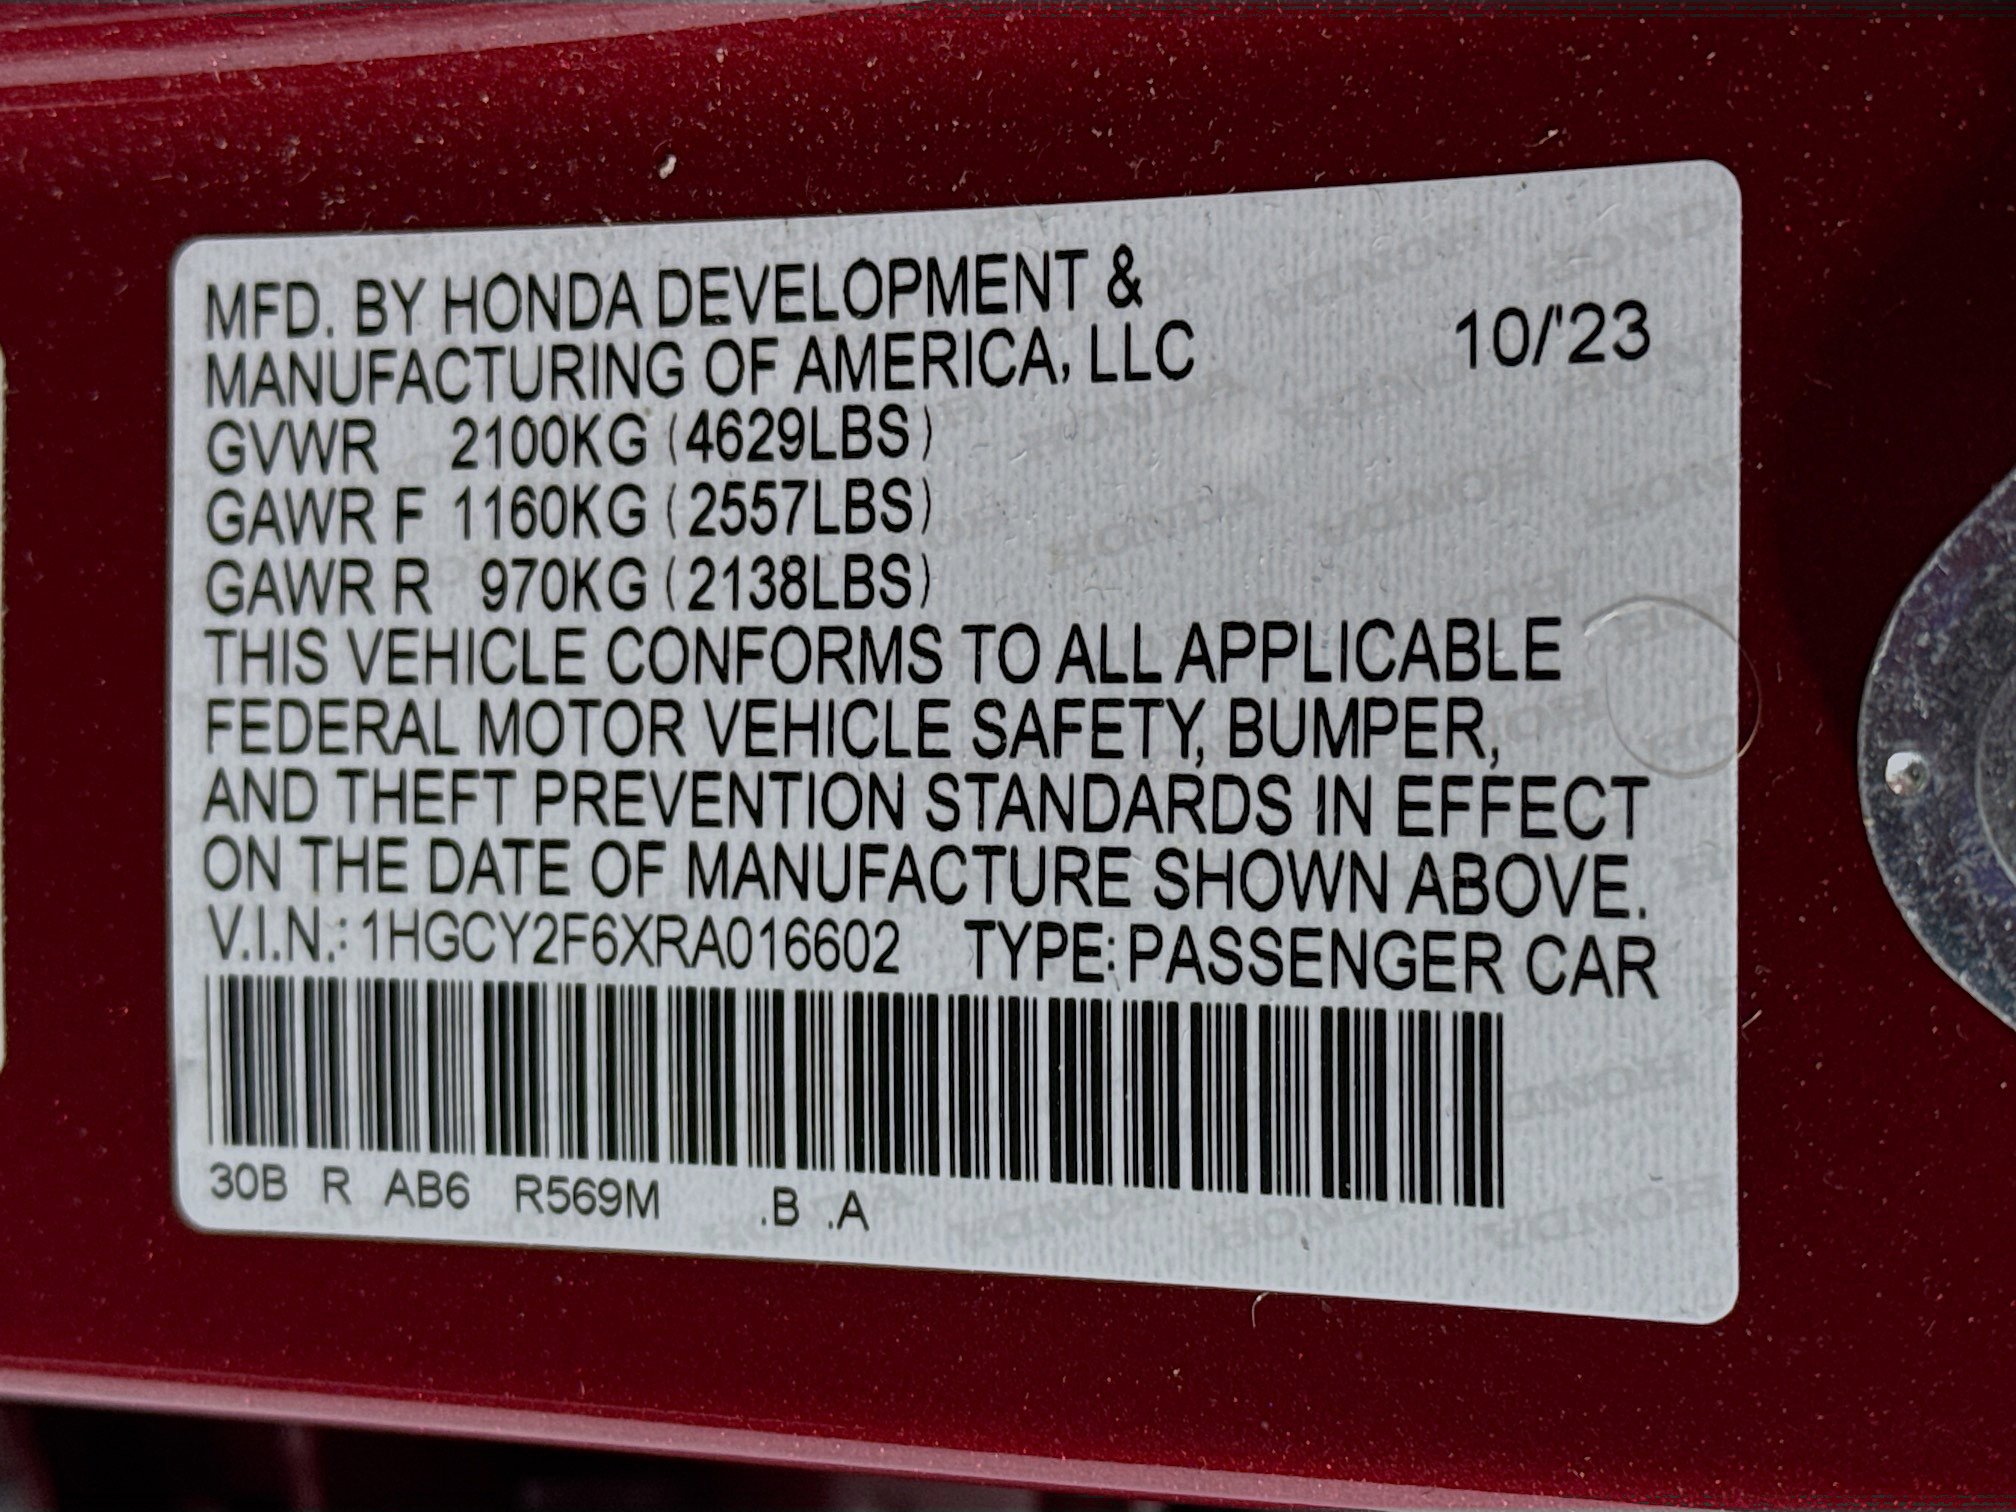 MFD. BY HONDA DEVELOPMENT &
MANUFACTURING OF AMERICA, LLC 10/'23
GVWR 2100KG (4629LBS)
GAWR F 1160KG (2557LBS)
GAWR R 970KG (2138LBS)
THIS VEHICLE CONFORMS TO ALL APPLICABLE
FEDERAL MOTOR VEHICLE SAFETY, BUMPER,
AND THEFT PREVENTION STANDARDS IN EFFECT
ON THE DATE OF MANUFACTURE SHOWN ABOVE.
V.I.N.: 1HGCY2F6XRA016602 TYPE: PASSENGER CAR
30B R AB6 R569M .B .A